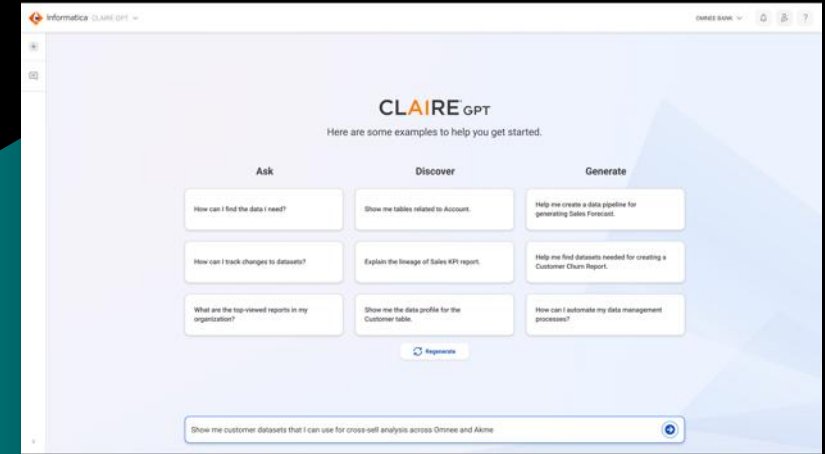 Informatica CLAIRE GPT
OMNEE BANK
?
CLAIRE GPT
Here are some examples to help you get started.
Ask
Discover
Generate
How can I find the data I need?
Show me tables related to Account.
Help me create a data pipeline for
generating Sales Forecast.
How can I track changes to datasets?
Explain the lineage of Sales KPI report.
Help me find datasets needed for creating a
Customer Churn Report.
What are the top-viewed reports in my
organization?
Show me the data profile for the
Customer table.
How can I automate my data management
processes?
Regenerate
Show me customer datasets that I can use for cross-sell analysis across Omnee and Akme